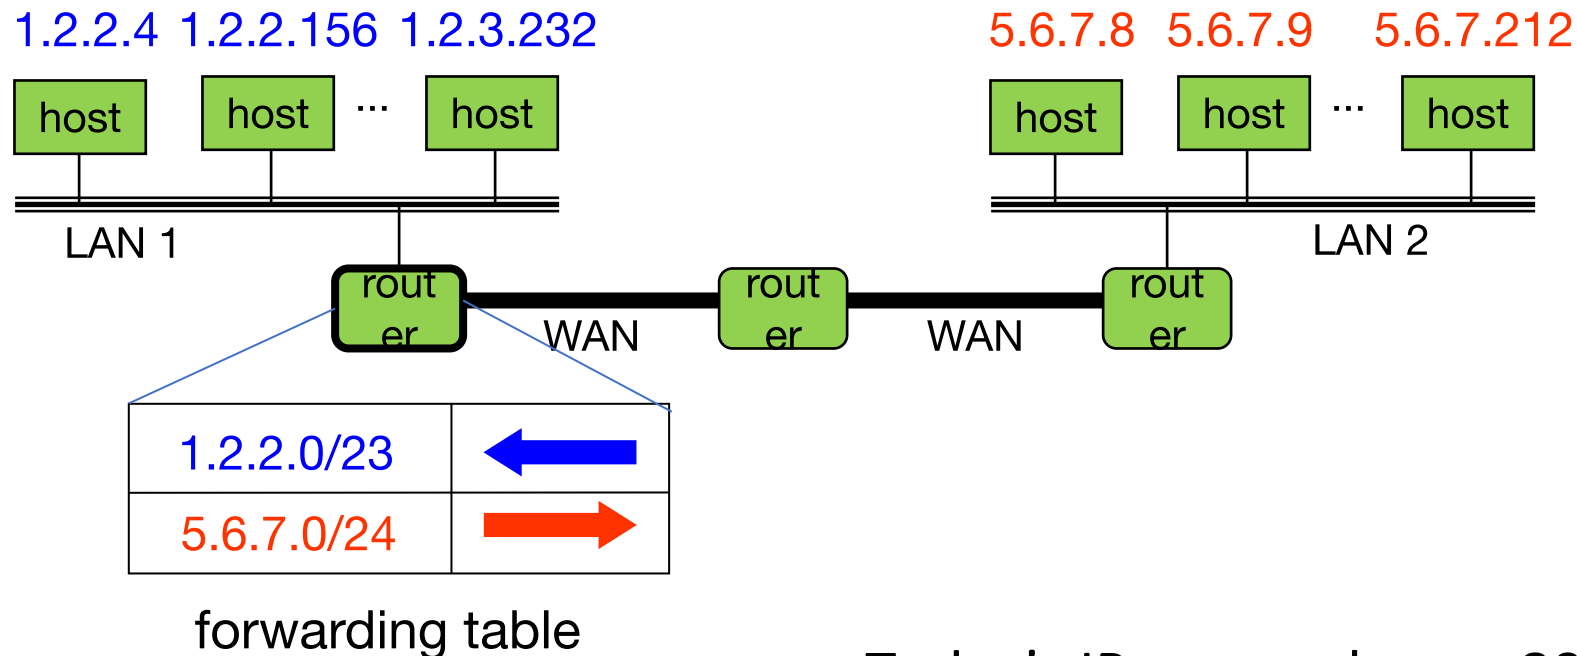 1.2.2.4 1.2.2.156 1.2.3.232
5.6.7.8 5.6.7.9 5.6.7.212
host host ... host
host host ... host
LAN 1
LAN 2
rout
er
WAN
rout
er
WAN
rout
er
1.2.2.0/23
5.6.7.0/24
forwarding table